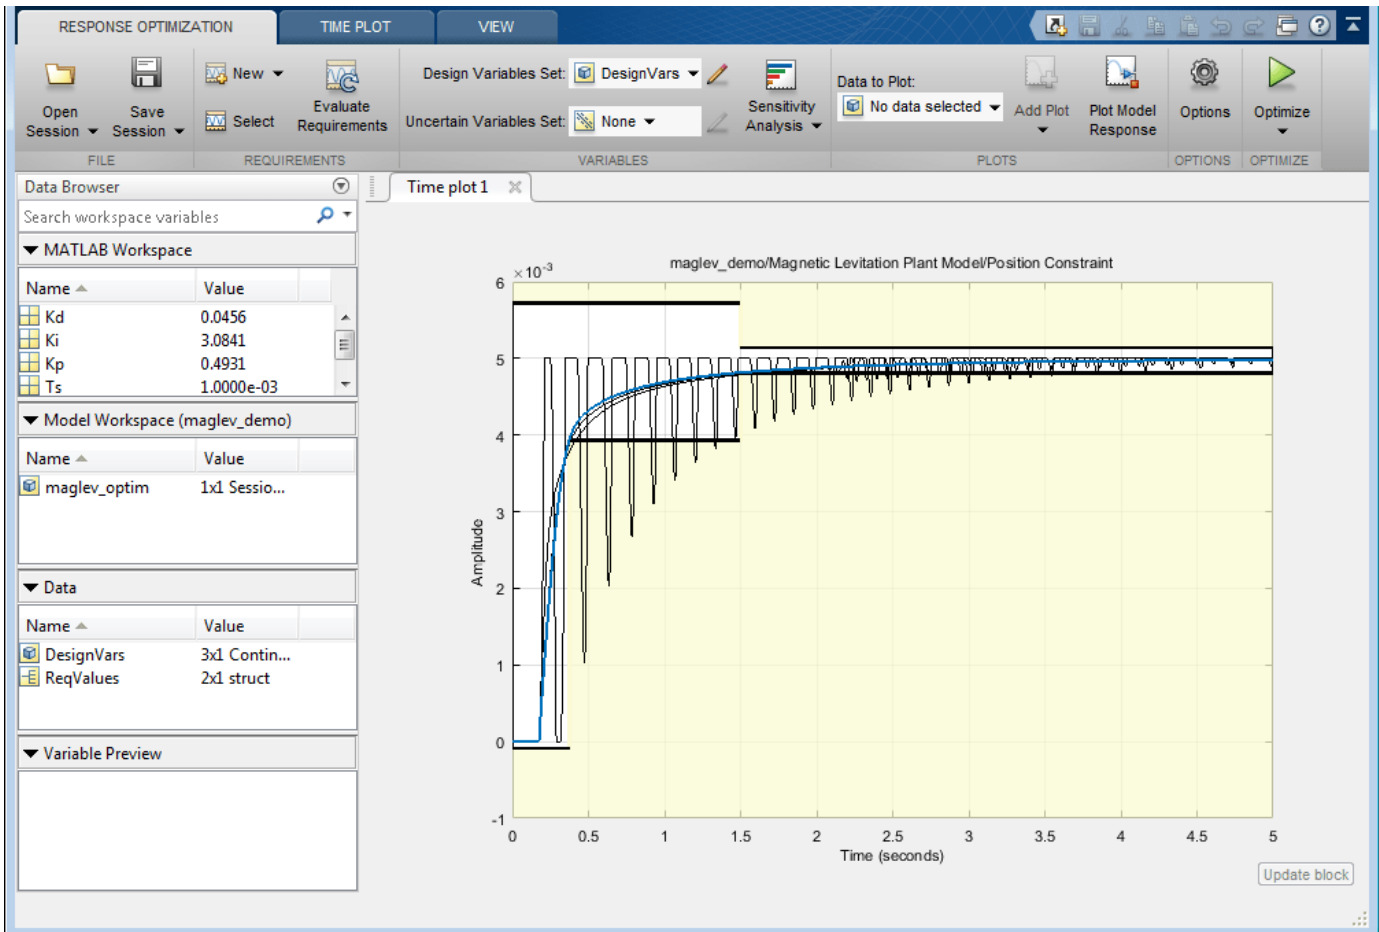 RESPONSE OPTIMIZATION TIME PLOT VIEW
New Design Variables Set: DesignVars Data to Plot:
Open Session Save Session Select Evaluate Requirements Uncertain Variables Set: None Sensitivity Analysis No data selected Add Plot Plot Model Response Options Optimize
FILE REQUIREMENTS VARIABLES PLOTS OPTIONS OPTIMIZE
Data Browser
Search workspace variables
MATLAB Workspace
Name Value
Kd 0.0456
Ki 3.0841
Kp 0.4931
Ts 1.0000e-03
Model Workspace (maglev_demo)
Name Value
maglev_optim 1x1 Sessio...
Data
Name Value
DesignVars 3x1 Contin...
ReqValues 2x1 struct
Variable Preview
Time plot 1
maglev_demo/Magnetic Levitation Plant Model/Position Constraint
×10⁻³
6
5
4
3
2
1
0
-1
Amplitude
0 0.5 1 1.5 2 2.5 3 3.5 4 4.5 5
Time (seconds)
Update block